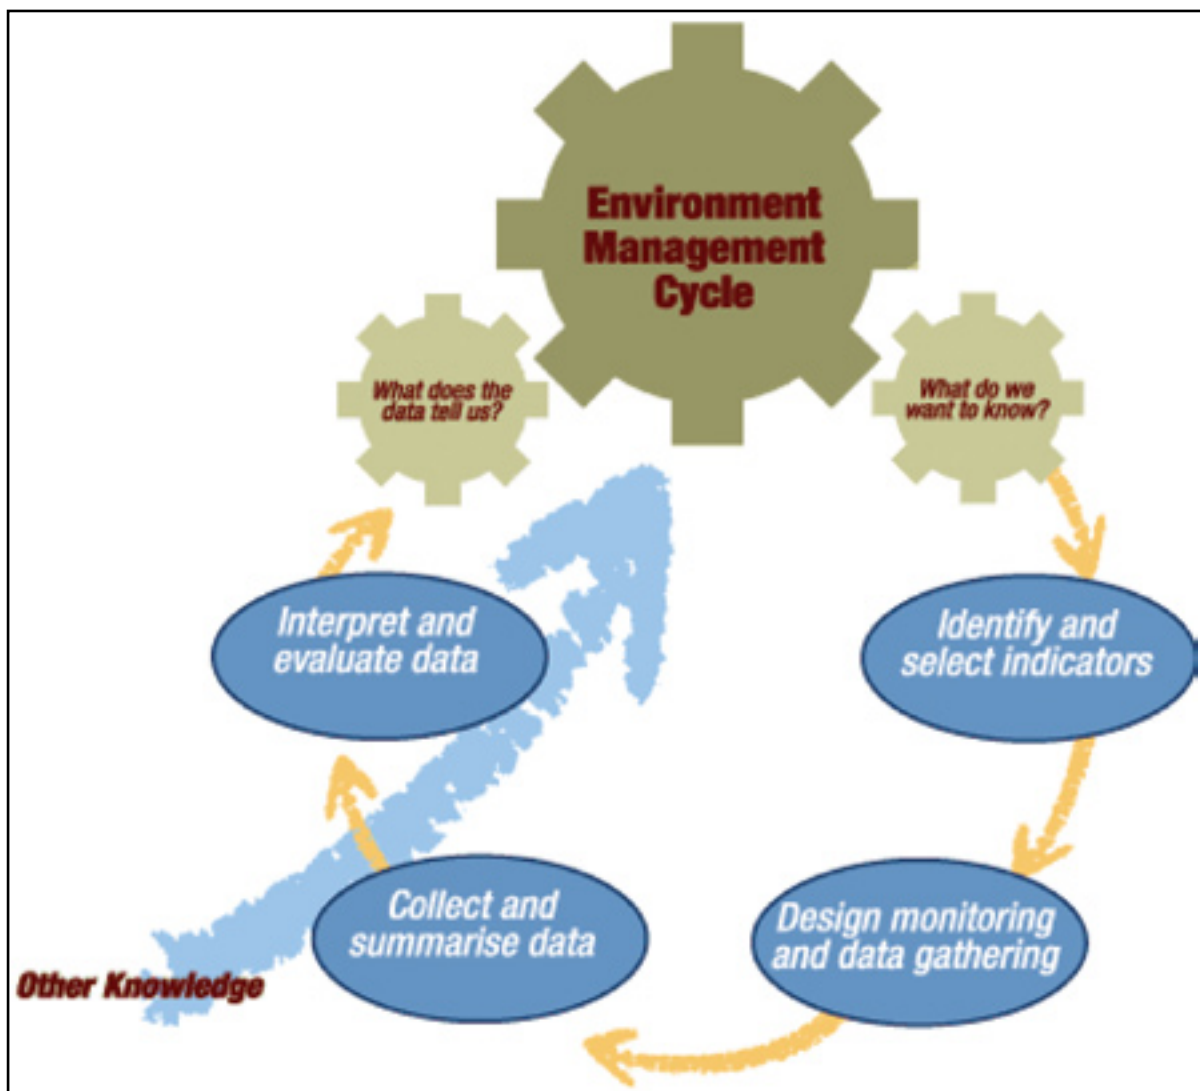 Environment
Management
Cycle
What does the
data tell us?
What do we
want to know?
Interpret and
evaluate data
Identify and
select indicators
Collect and
summarise data
Design monitoring
and data gathering
Other Knowledge